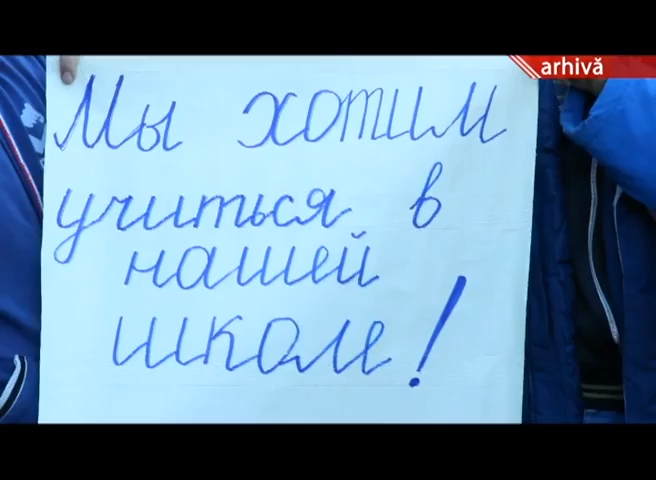 arhivă
Мы хотим
учиться в
нашей
школе!